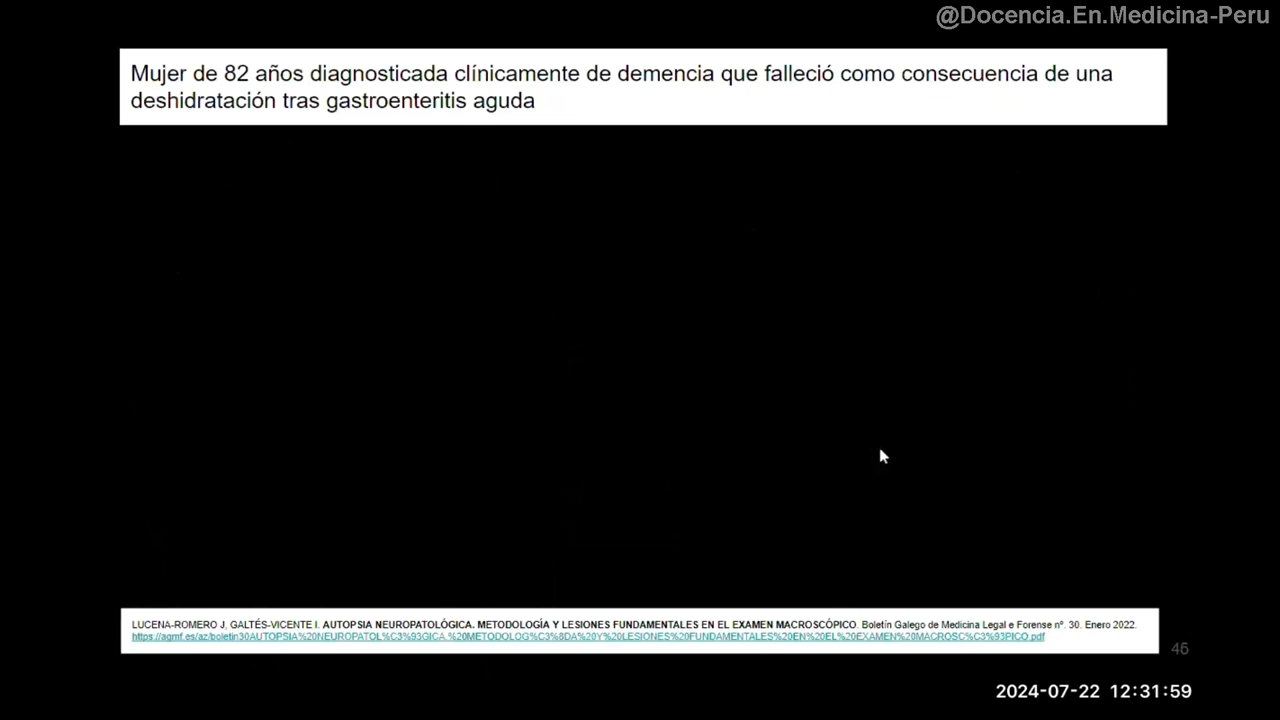 @Docencia.En.Medicina-Peru
Mujer de 82 años diagnosticada clínicamente de demencia que falleció como consecuencia de una
deshidratación tras gastroenteritis aguda
LUCENA-ROMERO J, GALTÉS-VICENTE I. AUTOPSIA NEUROPATOLÓGICA. METODOLOGÍA Y LESIONES FUNDAMENTALES EN EL EXAMEN MACROSCÓPICO. Boletín Galego de Medicina Legal e Forense nº. 30. Enero 2022.
https://agmf.es/az/boletin30AUTOPSIA%20NEUROPATOL%C3%93GICA.%20METODOLOG%C3%8DA%20Y%20LESIONES%20FUNDAMENTALES%20EN%20EL%20EXAMEN%20MACROSC%C3%93PICO.pdf
46
2024-07-22 12:31:59